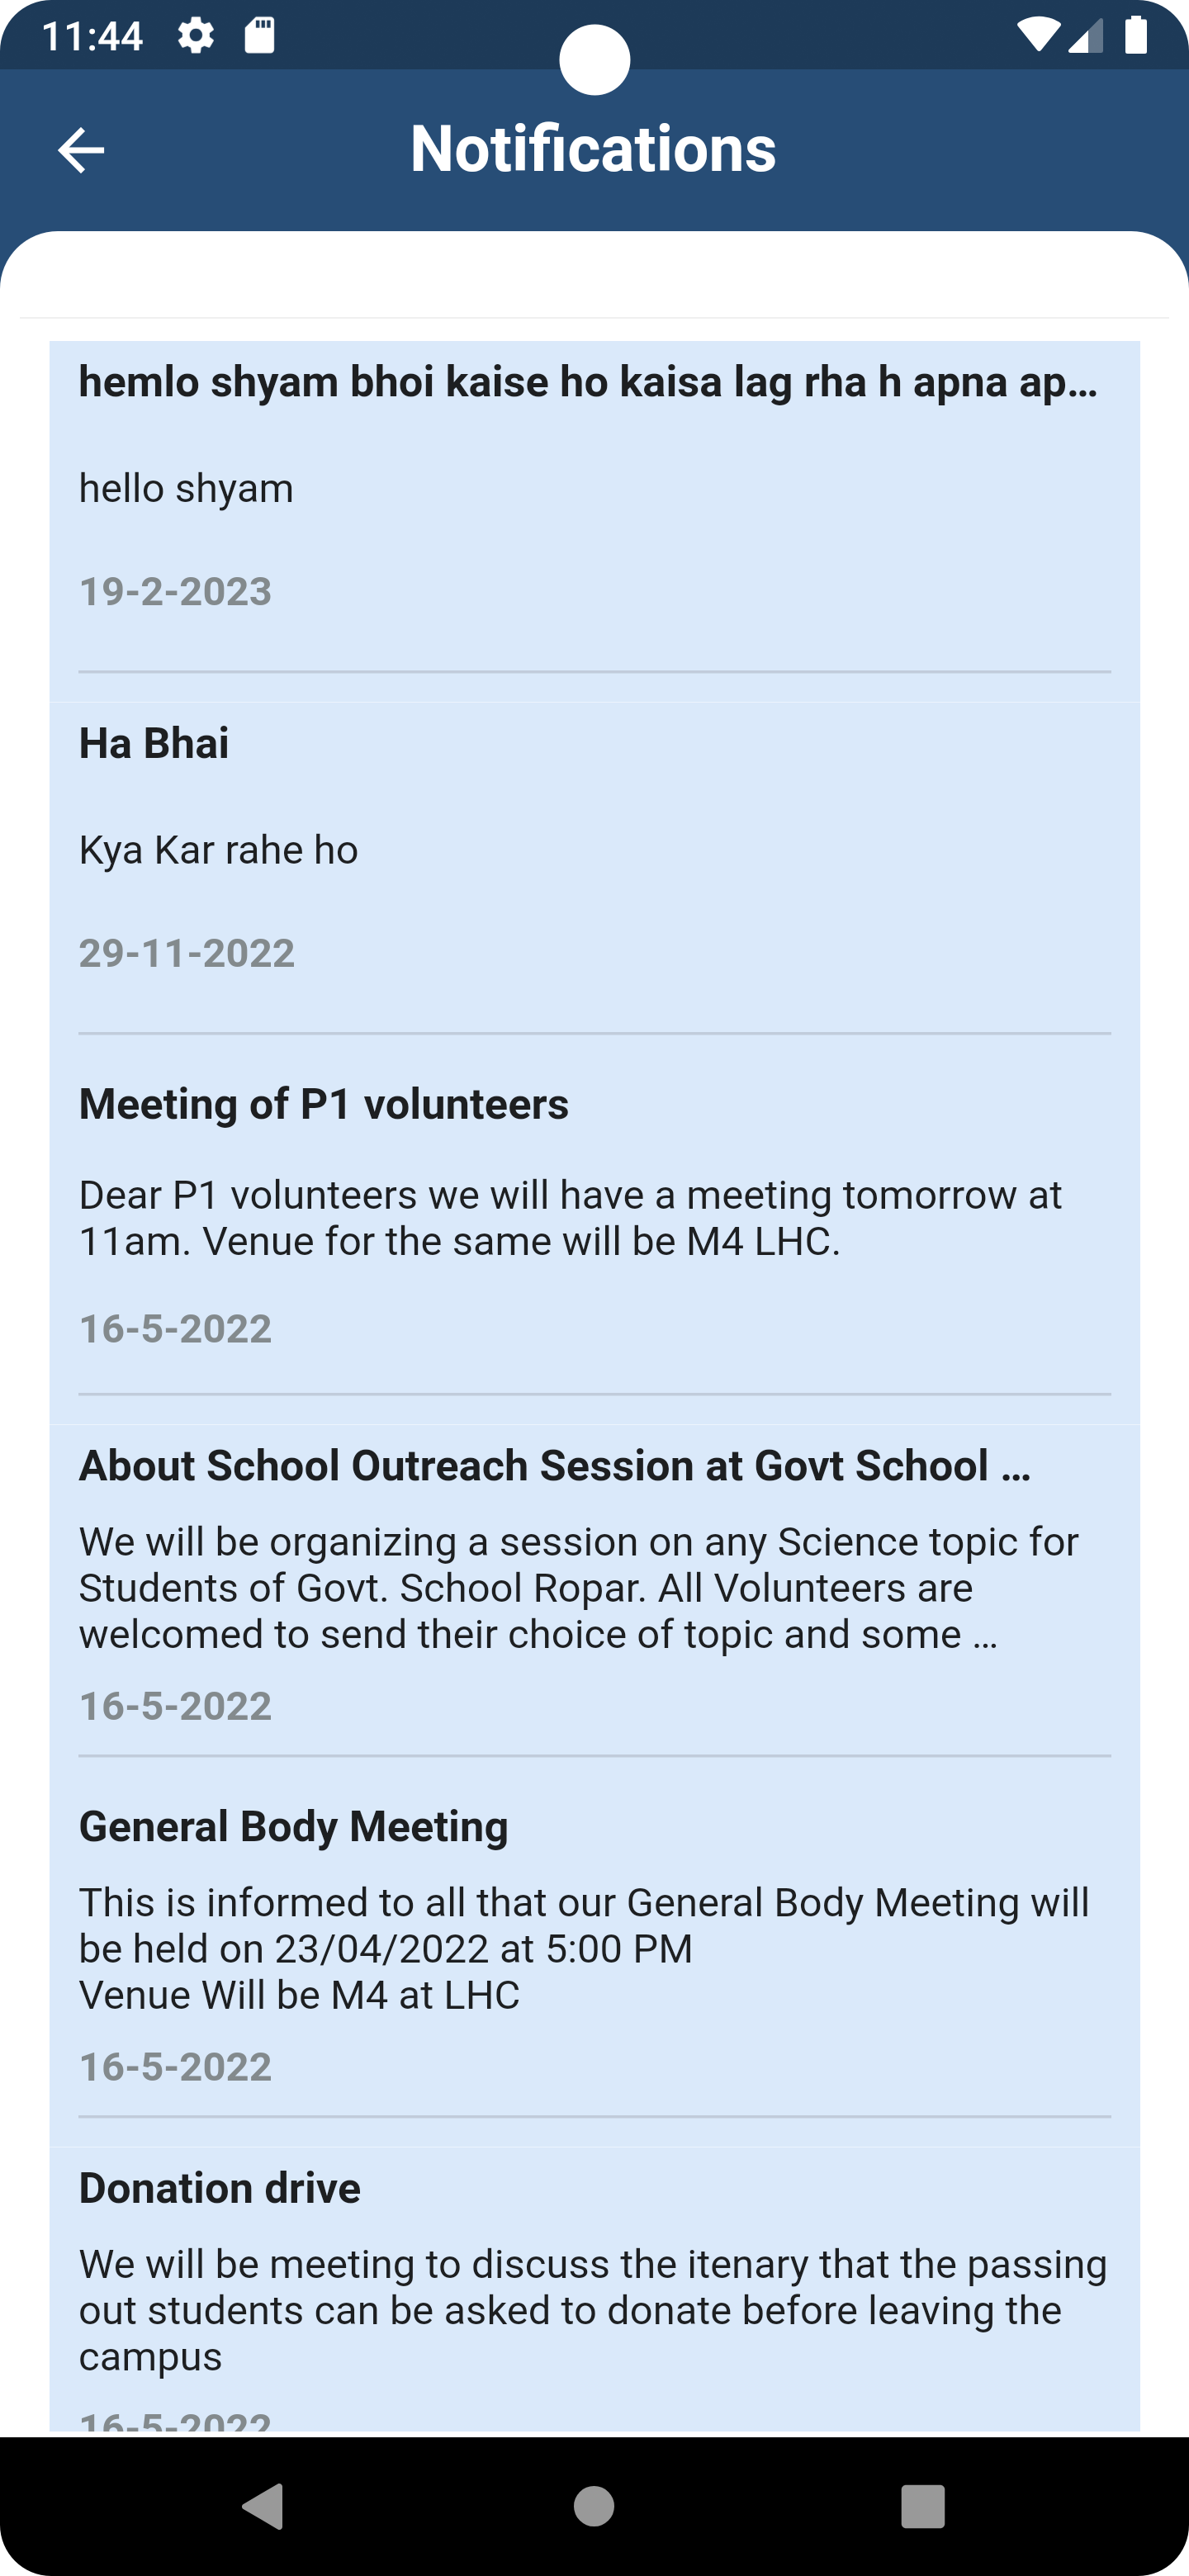 11:44
Notifications
hemlo shyam bhoi kaise ho kaisa lag rha h apna ap...
hello shyam
19-2-2023
Ha Bhai
Kya Kar rahe ho
29-11-2022
Meeting of P1 volunteers
Dear P1 volunteers we will have a meeting tomorrow at
11am. Venue for the same will be M4 LHC.
16-5-2022
About School Outreach Session at Govt School ...
We will be organizing a session on any Science topic for
Students of Govt. School Ropar. All Volunteers are
welcomed to send their choice of topic and some ...
16-5-2022
General Body Meeting
This is informed to all that our General Body Meeting will
be held on 23/04/2022 at 5:00 PM
Venue Will be M4 at LHC
16-5-2022
Donation drive
We will be meeting to discuss the itenary that the passing
out students can be asked to donate before leaving the
campus
16-5-2022